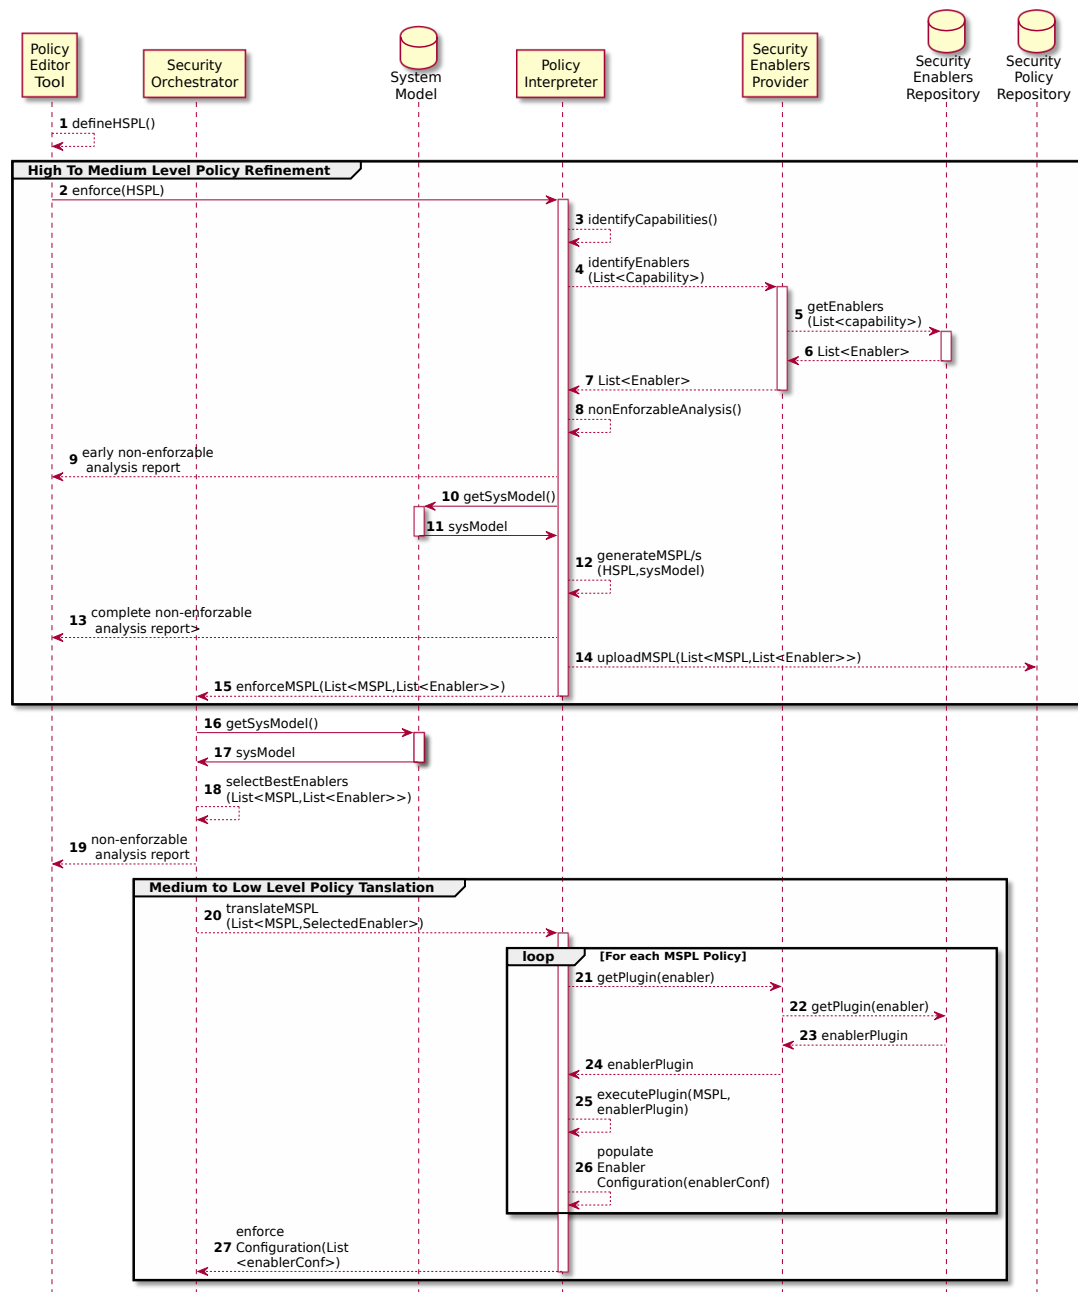 Policy
Editor
Tool
Security
Orchestrator
System
Model
Policy
Interpreter
Security
Enablers
Provider
Security
Enablers
Repository
Security
Policy
Repository
1 defineHSPL()
High To Medium Level Policy Refinement
2 enforce(HSPL)
3 identifyCapabilities()
4 identifyEnablers
(List<Capability>)
5 getEnablers
(List<capability>)
6 List<Enabler>
7 List<Enabler>
8 nonEnforzableAnalysis()
9 early non-enforzable
analysis report
10 getSysModel()
11 sysModel
12 generateMSPL/s
(HSPL,sysModel)
13 complete non-enforzable
analysis report>
14 uploadMSPL(List<MSPL,List<Enabler>>)
15 enforceMSPL(List<MSPL,List<Enabler>>)
16 getSysModel()
17 sysModel
18 selectBestEnablers
(List<MSPL,List<Enabler>>)
19 non-enforzable
analysis report
Medium to Low Level Policy Tanslation
20 translateMSPL
(List<MSPL,SelectedEnabler>)
loop [For each MSPL Policy]
21 getPlugin(enabler)
22 getPlugin(enabler)
23 enablerPlugin
24 enablerPlugin
25 executePlugin(MSPL,
enablerPlugin)
populate
26 Enabler
Configuration(enablerConf)
enforce
27 Configuration(List
<enablerConf>)